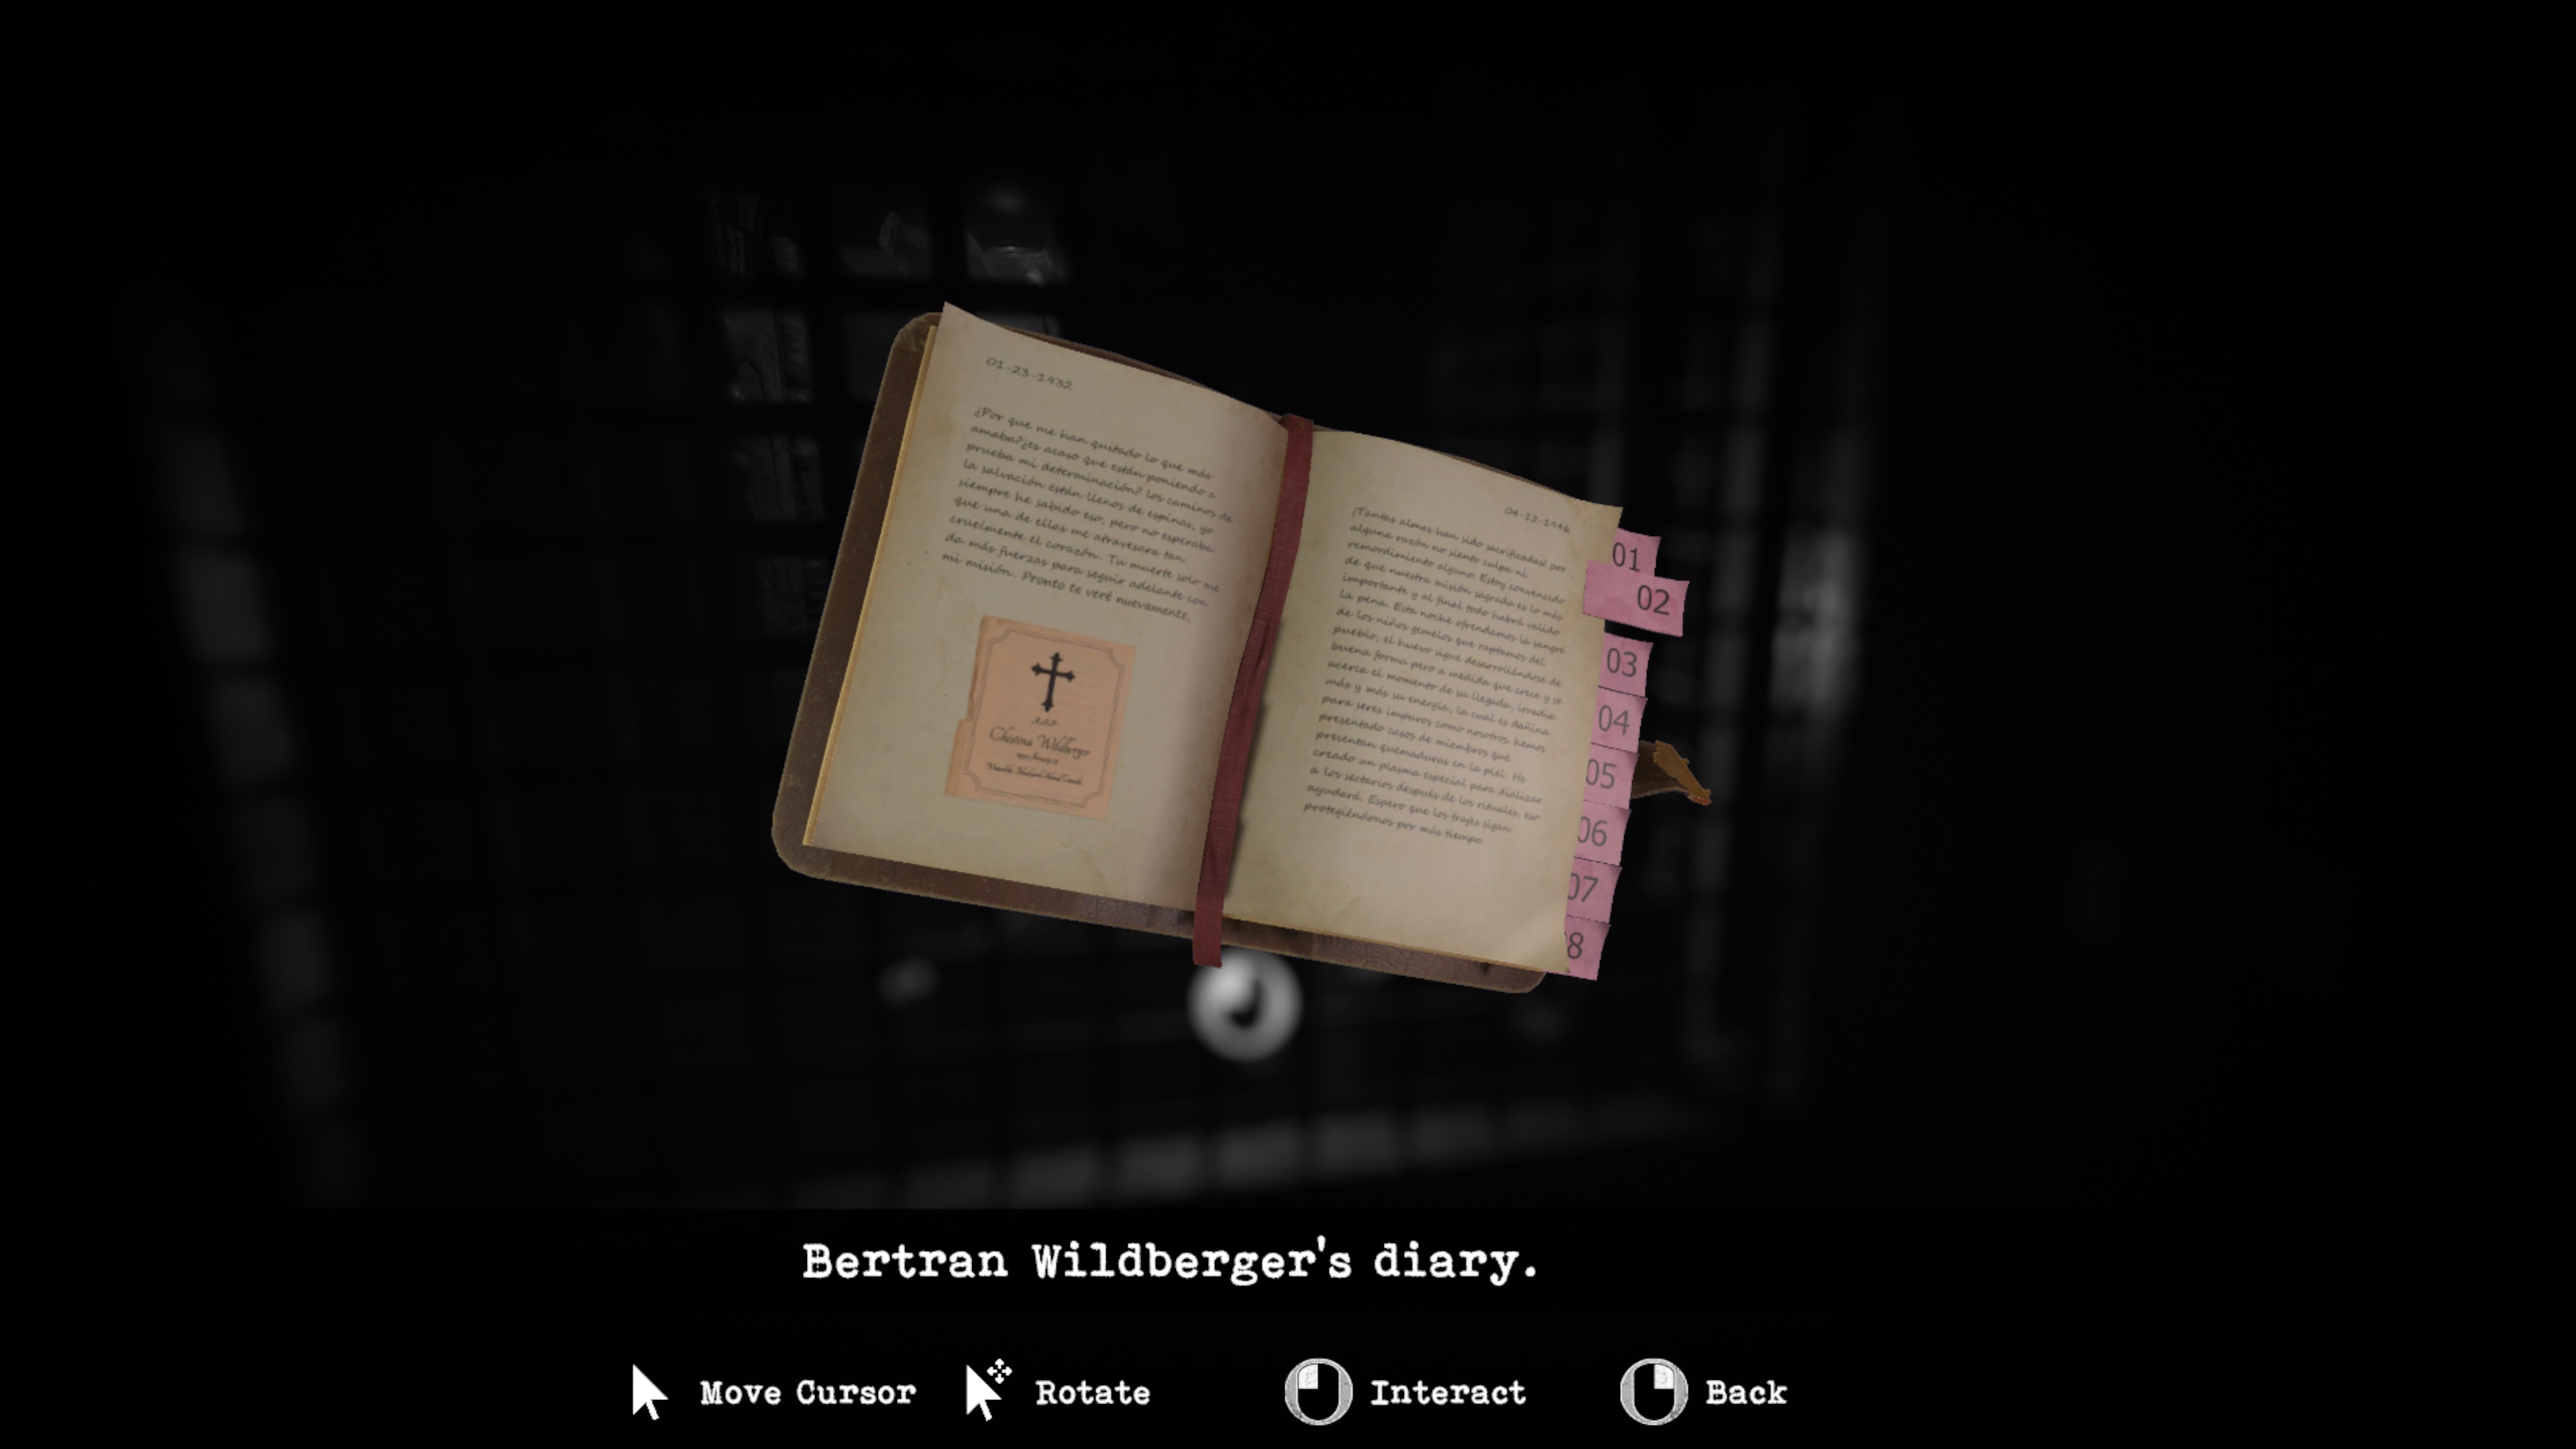 01-23-1932
¿Por que me han quitado lo que más
amaba?¿es acaso que están poniendo a
prueba mi determinación? los caminos de
la salvación están llenos de espinas, yo
siempre he sabido eso, pero no esperaba
que una de ellas me atravesara tan
cruelmente el corazón. Tu muerte solo me
da más fuerzas para seguir adelante con
mi misión. Pronto te veré nuevamente,
R.I.P
Christina Wildberger
04-12-1946
¡Tantas almas han sido sacrificadas! por
alguna razón no siento culpa ni
remordimiento alguno. Estoy convencido
de que nuestra misión sagrada es lo más
importante y al final todo habrá valido
la pena. Esta noche ofrendamos la sangre
de los niños gemelos que raptamos del
pueblo, el huevo sigue desarrollándose de
buena forma pero a medida que crece y se
acerca el momento de su llegada, irradia
más y más su energía, la cual es dañina
para seres impuros como nosotros. hemos
presentado casos de miembros que
presentan quemaduras en la piel. He
creado un plasma especial para dializar
a los sectarios después de los rituales, eso
ayudará. Espero que los trajes sigan
protegiéndonos por más tiempo.
01
02
03
04
05
06
07
8
Bertran Wildberger's diary.
Move Cursor Rotate Interact Back